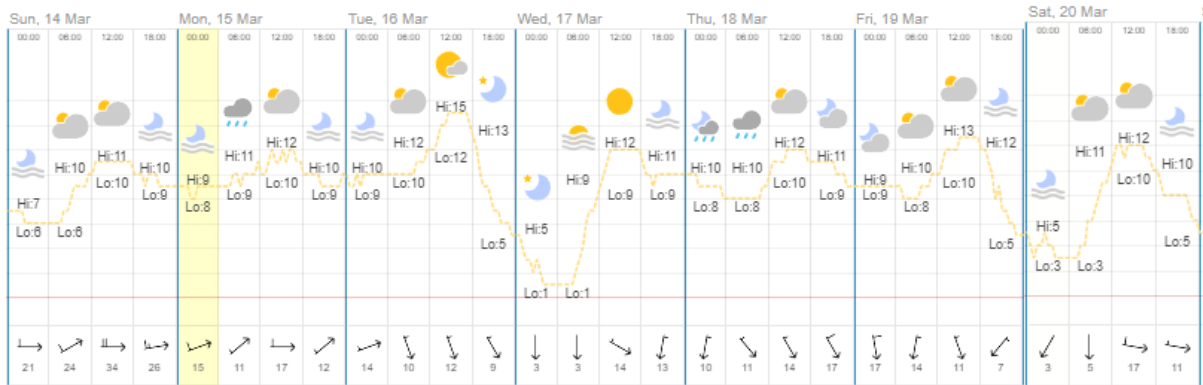 Sun, 14 Mar Mon, 15 Mar Tue, 16 Mar Wed, 17 Mar Thu, 18 Mar Fri, 19 Mar Sat, 20 Mar
00:00 06:00 12:00 18:00 00:00 06:00 12:00 18:00 00:00 06:00 12:00 18:00 00:00 06:00 12:00 18:00 00:00 06:00 12:00 18:00 00:00 06:00 12:00 18:00 00:00 06:00 12:00 18:00
Hi:7 Hi:10 Hi:11 Hi:10 Hi:9 Hi:11 Hi:12 Hi:10 Hi:10 Hi:12 Hi:15 Hi:13 Hi:5 Hi:9 Hi:12 Hi:11 Hi:10 Hi:11 Hi:12 Hi:11 Hi:9 Hi:10 Hi:13 Hi:12 Hi:5 Hi:11 Hi:12 Hi:10
Lo:6 Lo:6 Lo:10 Lo:9 Lo:8 Lo:9 Lo:10 Lo:9 Lo:9 Lo:10 Lo:12 Lo:5 Lo:1 Lo:1 Lo:9 Lo:9 Lo:8 Lo:8 Lo:10 Lo:9 Lo:9 Lo:8 Lo:10 Lo:5 Lo:3 Lo:3 Lo:10 Lo:5
21 24 34 26 15 11 17 12 14 10 12 9 3 3 14 13 10 11 14 17 17 14 11 7 3 5 17 11